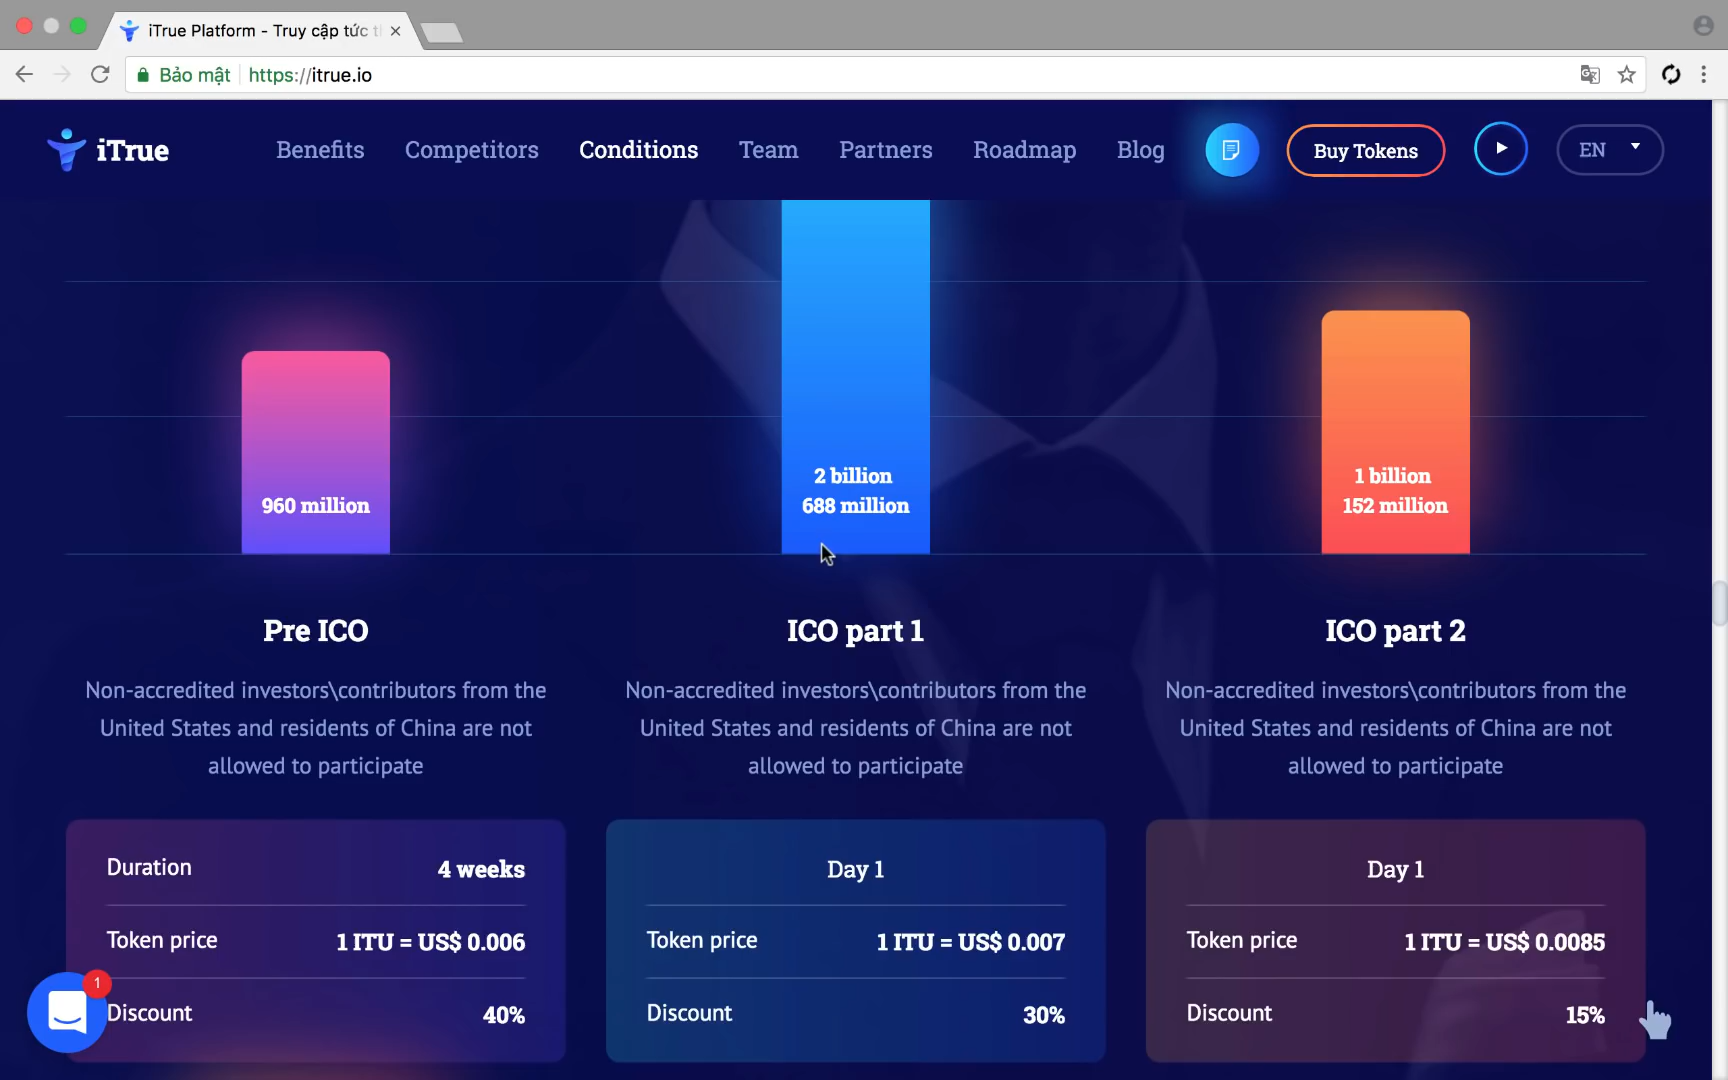 iTrue Platform - Truy cập tức t
Bảo mật https://itrue.io
iTrue Benefits Competitors Conditions Team Partners Roadmap Blog Buy Tokens EN
960 million
2 billion
688 million
1 billion
152 million
Pre ICO
Non-accredited investors\contributors from the
United States and residents of China are not
allowed to participate
Duration 4 weeks
Token price 1 ITU = US$ 0.006
Discount 40%
1
ICO part 1
Non-accredited investors\contributors from the
United States and residents of China are not
allowed to participate
Day 1
Token price 1 ITU = US$ 0.007
Discount 30%
ICO part 2
Non-accredited investors\contributors from the
United States and residents of China are not
allowed to participate
Day 1
Token price 1 ITU = US$ 0.0085
Discount 15%